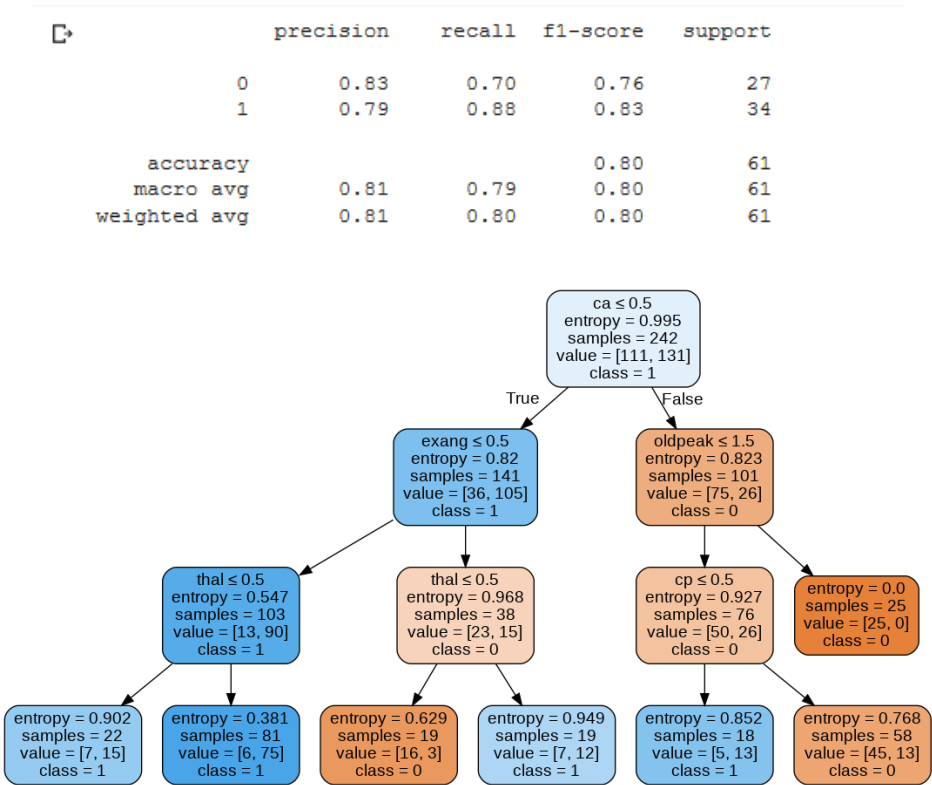 precision recall f1-score support
0 0.83 0.70 0.76 27
1 0.79 0.88 0.83 34
accuracy 0.80 61
macro avg 0.81 0.79 0.80 61
weighted avg 0.81 0.80 0.80 61
ca ≤ 0.5
entropy = 0.995
samples = 242
value = [111, 131]
class = 1
True
False
exang ≤ 0.5
entropy = 0.82
samples = 141
value = [36, 105]
class = 1
oldpeak ≤ 1.5
entropy = 0.823
samples = 101
value = [75, 26]
class = 0
thal ≤ 0.5
entropy = 0.547
samples = 103
value = [13, 90]
class = 1
thal ≤ 0.5
entropy = 0.968
samples = 38
value = [23, 15]
class = 0
cp ≤ 0.5
entropy = 0.927
samples = 76
value = [50, 26]
class = 0
entropy = 0.0
samples = 25
value = [25, 0]
class = 0
entropy = 0.902
samples = 22
value = [7, 15]
class = 1
entropy = 0.381
samples = 81
value = [6, 75]
class = 1
entropy = 0.629
samples = 19
value = [16, 3]
class = 0
entropy = 0.949
samples = 19
value = [7, 12]
class = 1
entropy = 0.852
samples = 18
value = [5, 13]
class = 1
entropy = 0.768
samples = 58
value = [45, 13]
class = 0